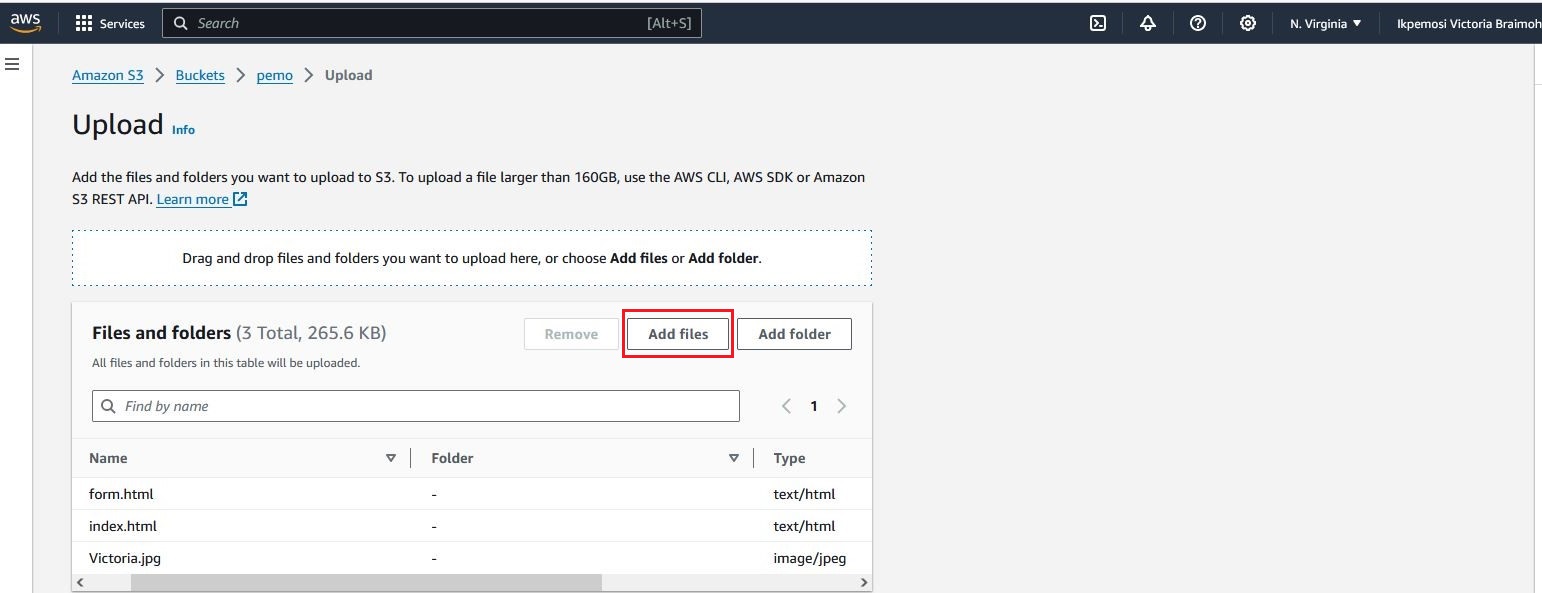 aws Services Search [Alt+S] N. Virginia Ikpemosi Victoria Braimoh
Amazon S3 Buckets pemo Upload
Upload Info
Add the files and folders you want to upload to S3. To upload a file larger than 160GB, use the AWS CLI, AWS SDK or Amazon
S3 REST API. Learn more
Drag and drop files and folders you want to upload here, or choose Add files or Add folder.
Files and folders (3 Total, 265.6 KB) Remove Add files Add folder
All files and folders in this table will be uploaded.
Find by name 1
Name Folder Type
form.html - text/html
index.html - text/html
Victoria.jpg - image/jpeg